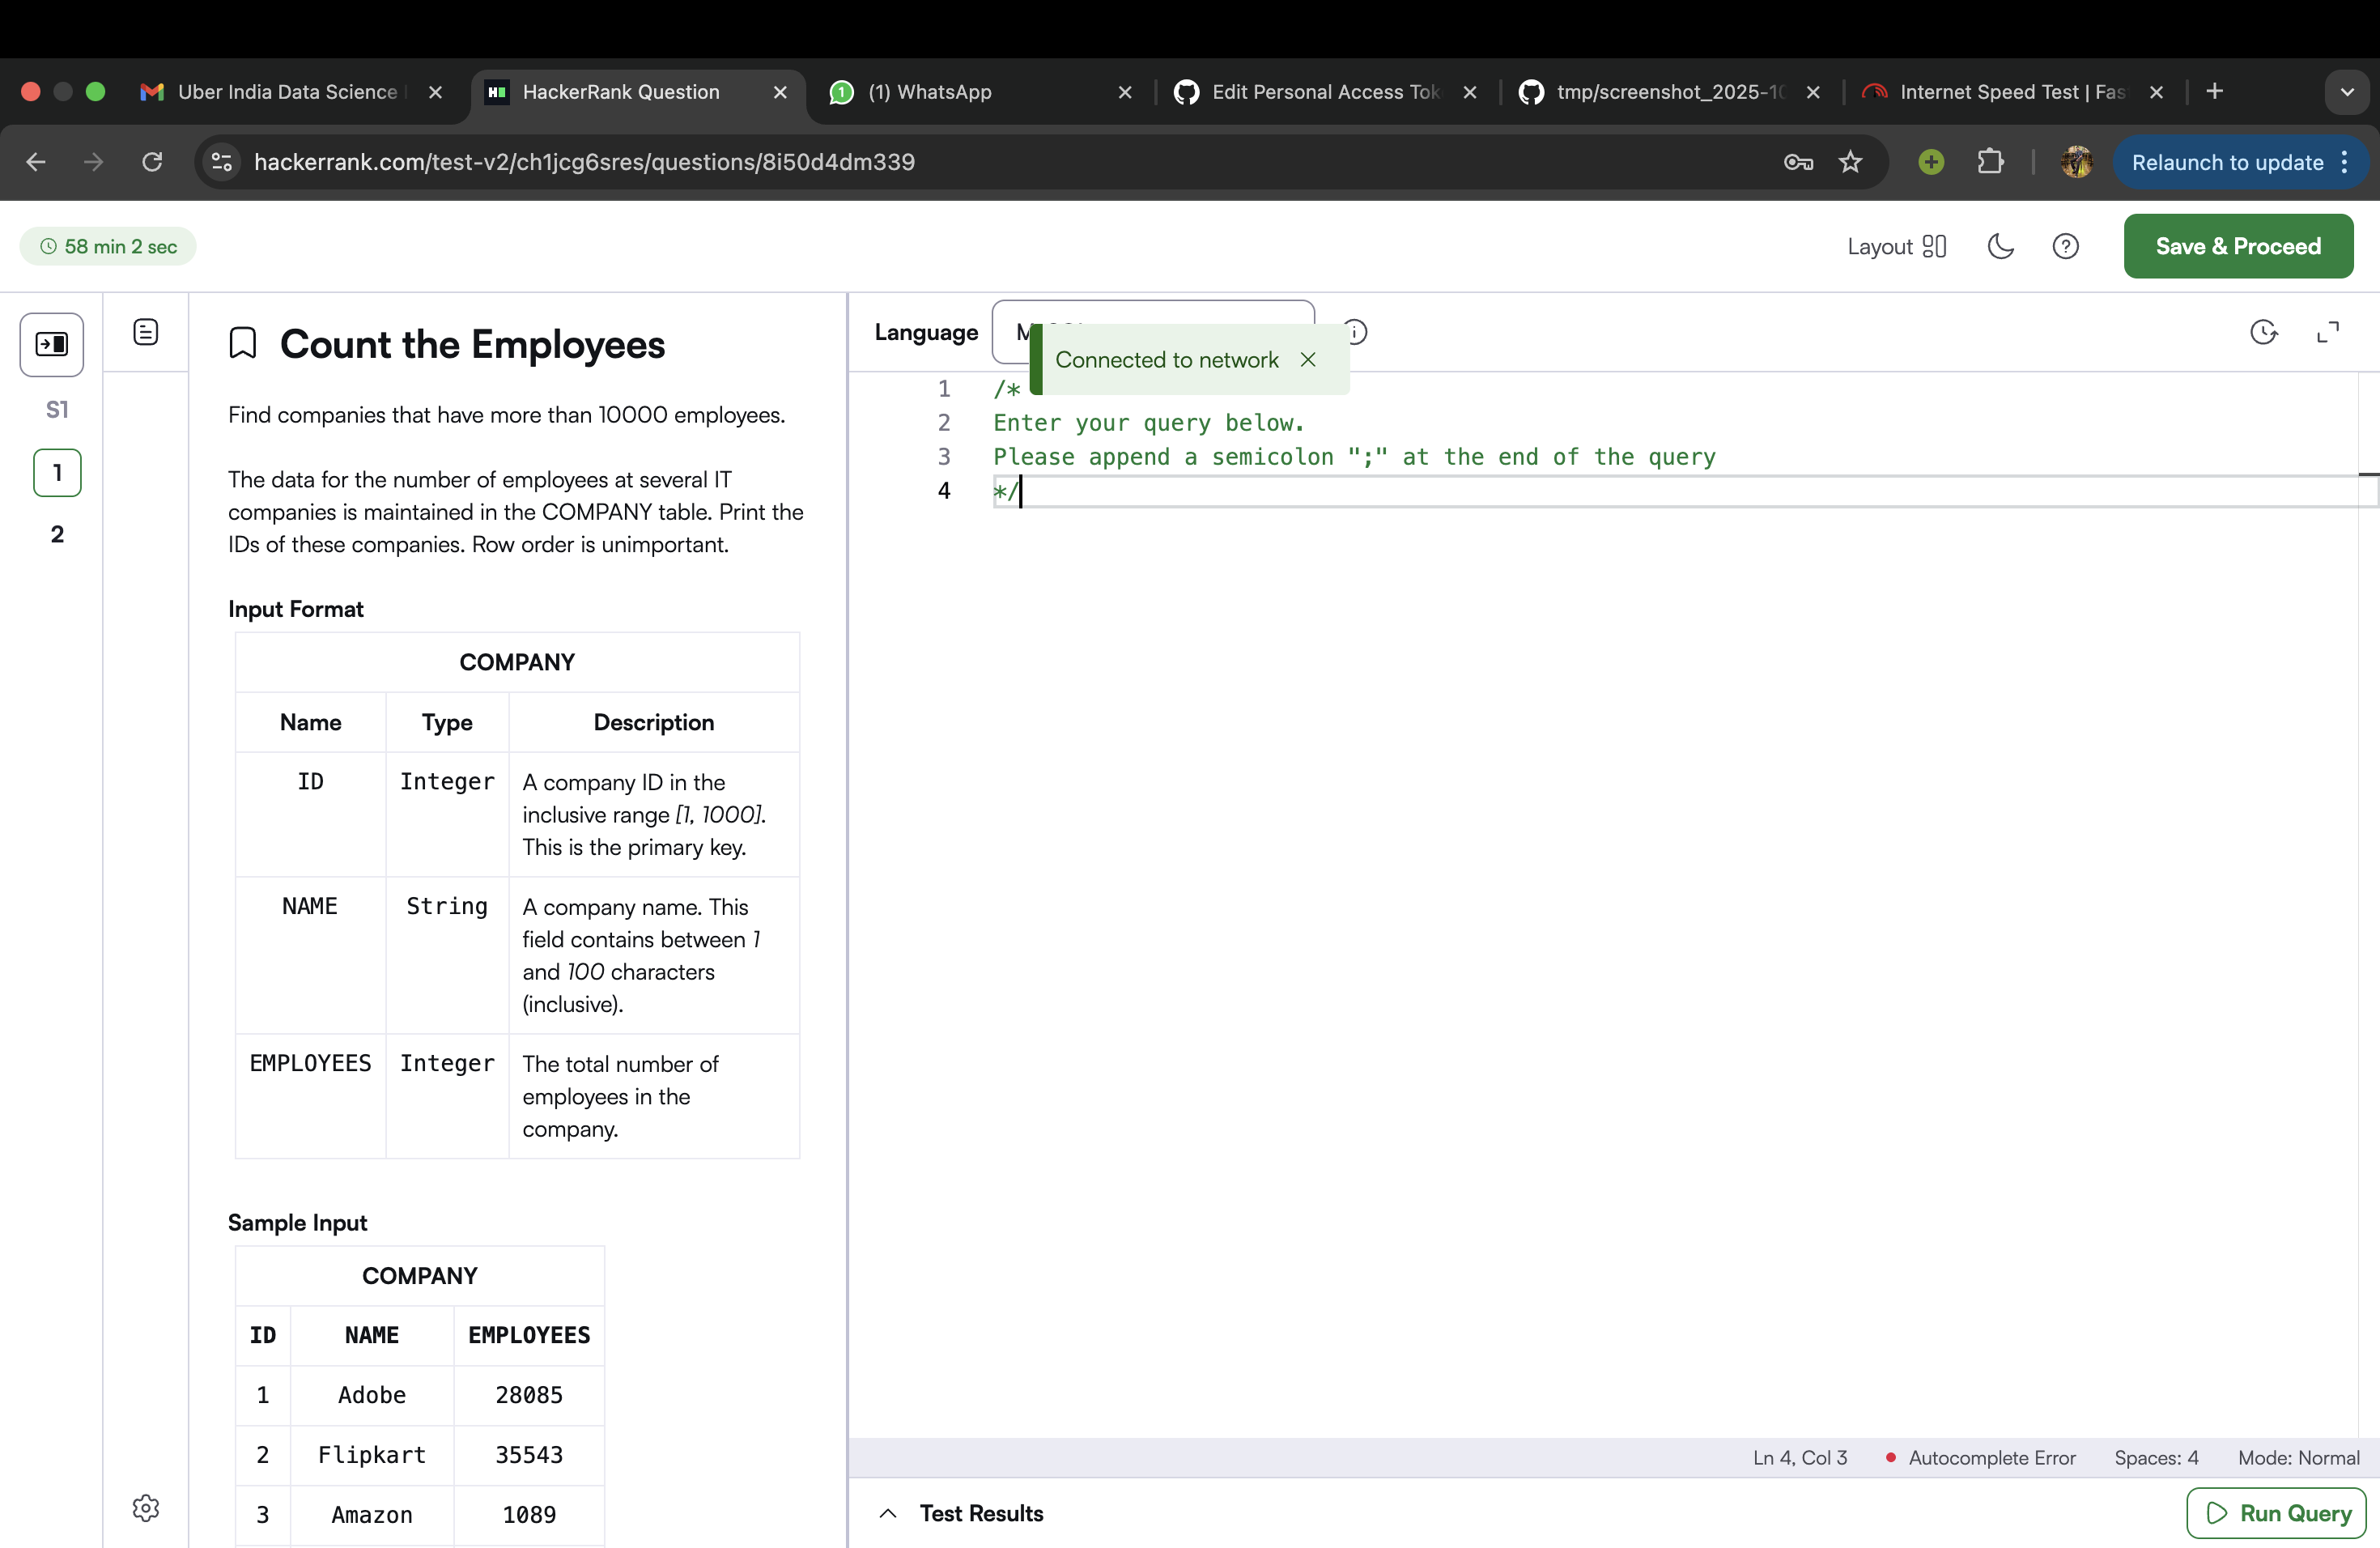 Uber India Data Science
HackerRank Question
(1) WhatsApp
Edit Personal Access Tok
tmp/screenshot_2025-10
Internet Speed Test | Fas
hackerrank.com/test-v2/ch1jcg6sres/questions/8i50d4dm339
Relaunch to update
58 min 2 sec
Layout
Save & Proceed
S1
1
2
Count the Employees
Find companies that have more than 10000 employees.
The data for the number of employees at several IT
companies is maintained in the COMPANY table. Print the
IDs of these companies. Row order is unimportant.
Input Format
COMPANY
Name Type Description
ID Integer A company ID in the
inclusive range [1, 1000].
This is the primary key.
NAME String A company name. This
field contains between 1
and 100 characters
(inclusive).
EMPLOYEES Integer The total number of
employees in the
company.
Sample Input
COMPANY
ID NAME EMPLOYEES
1 Adobe 28085
2 Flipkart 35543
3 Amazon 1089
Language
Connected to network
1 /*
2 Enter your query below.
3 Please append a semicolon ";" at the end of the query
4 */
Ln 4, Col 3 Autocomplete Error Spaces: 4 Mode: Normal
Test Results
Run Query